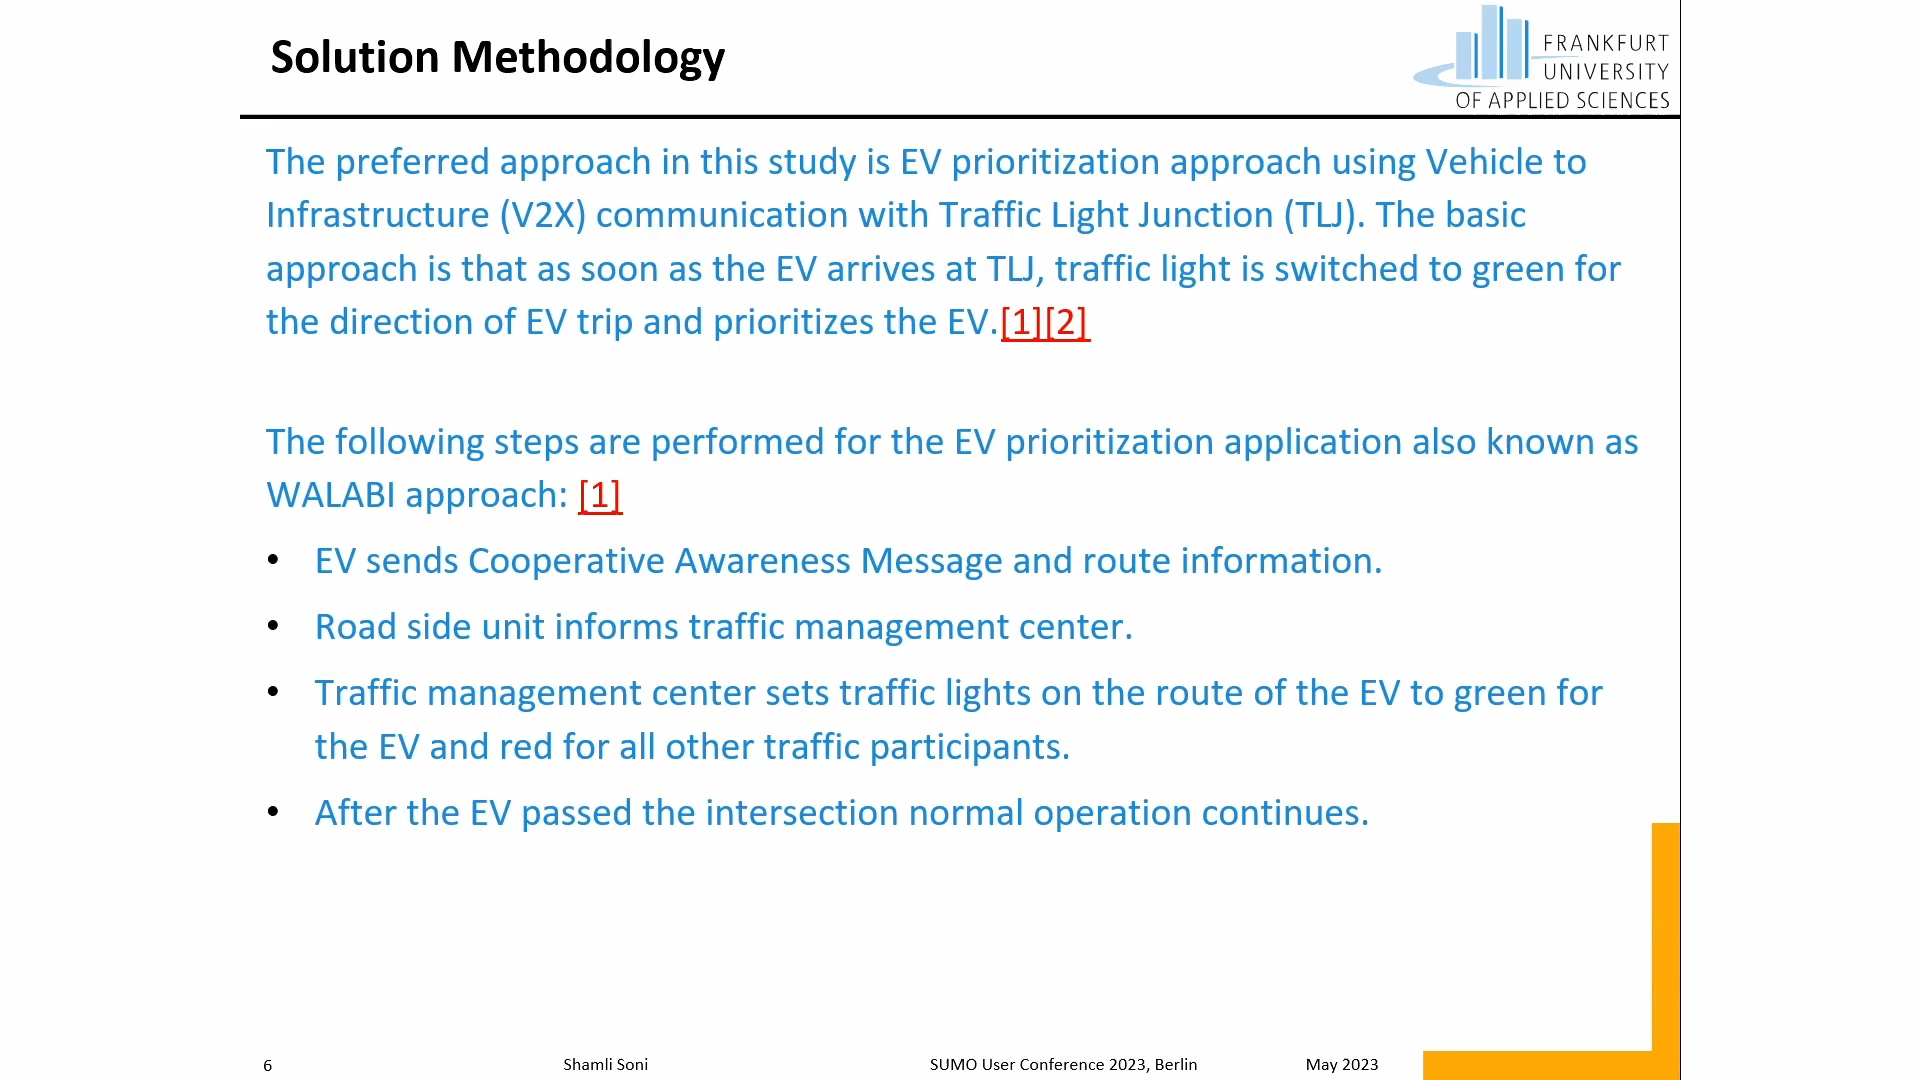 Solution Methodology
FRANKFURT
UNIVERSITY
OF APPLIED SCIENCES
The preferred approach in this study is EV prioritization approach using Vehicle to
Infrastructure (V2X) communication with Traffic Light Junction (TLJ). The basic
approach is that as soon as the EV arrives at TLJ, traffic light is switched to green for
the direction of EV trip and prioritizes the EV.[1][2]
The following steps are performed for the EV prioritization application also known as
WALABI approach: [1]
• EV sends Cooperative Awareness Message and route information.
• Road side unit informs traffic management center.
• Traffic management center sets traffic lights on the route of the EV to green for
the EV and red for all other traffic participants.
• After the EV passed the intersection normal operation continues.
6 Shamli Soni SUMO User Conference 2023, Berlin May 2023